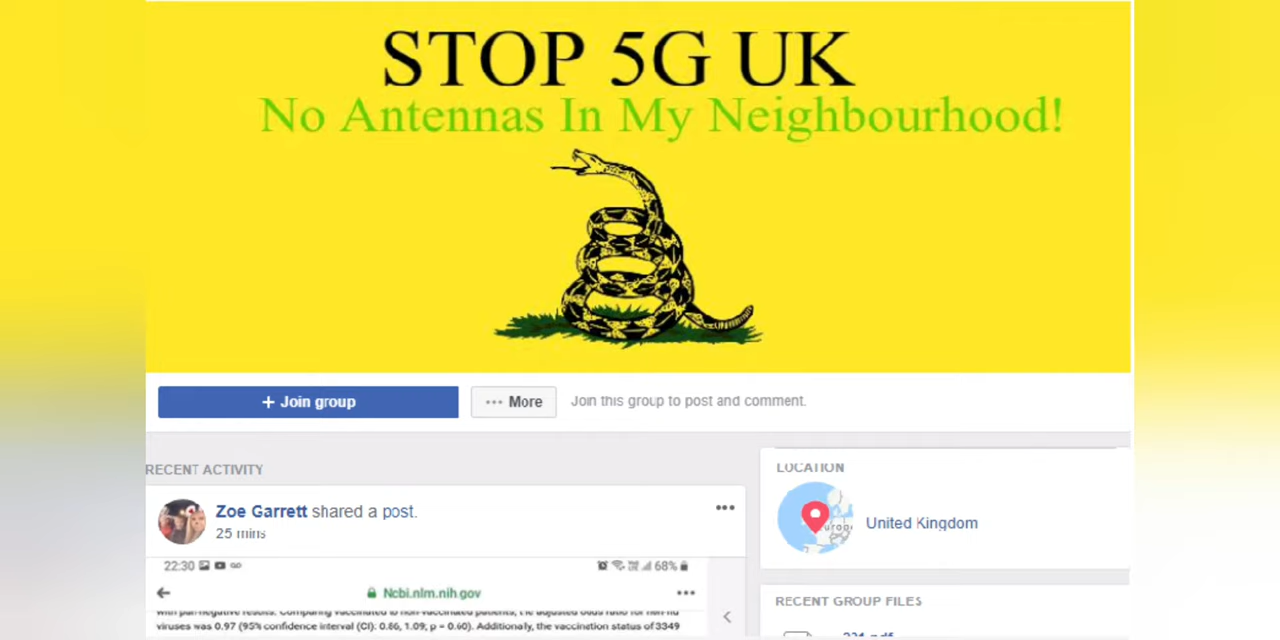 STOP 5G UK
No Antennas In My Neighbourhood!
+ Join group
••• More
Join this group to post and comment.
RECENT ACTIVITY
Zoe Garrett shared a post.
25 mins
22:30
68%
Ncbi.nlm.nih.gov
viruses was 0.97 (95% confidence interval (CI): 0.86, 1.09; p = 0.60). Additionally, the vaccination status of 3349
LOCATION
United Kingdom
RECENT GROUP FILES